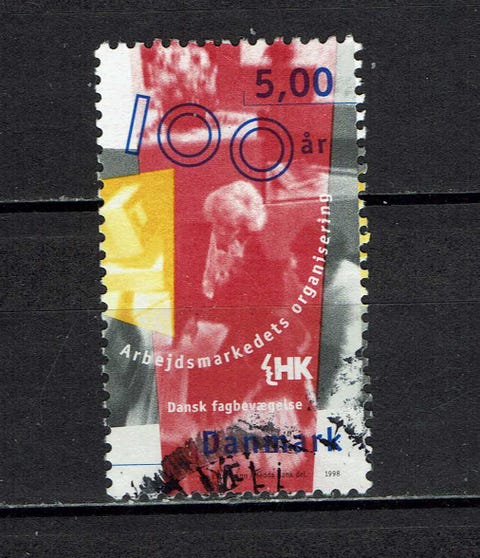 5,00
100 år
Arbejdsmarkedets organisering
HK
Dansk fagbevægelse
Danmark
1998